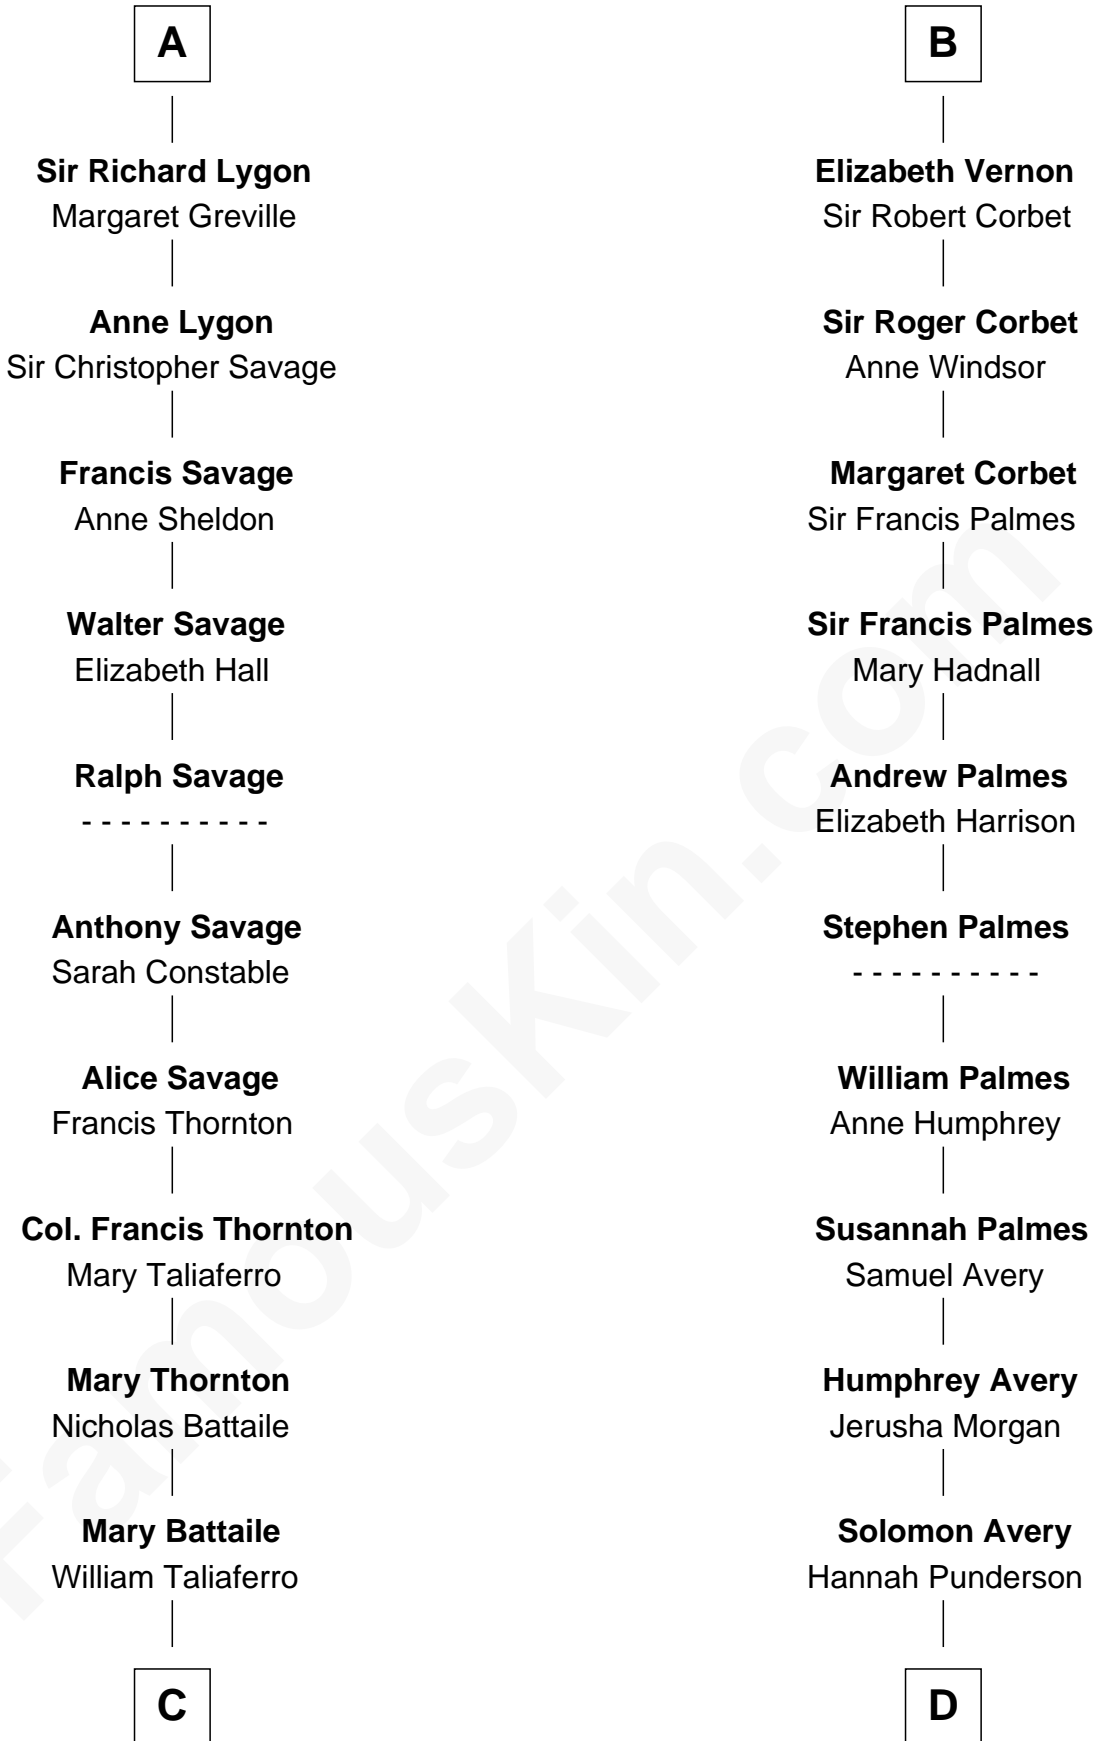 A
Sir Richard Lygon
Margaret Greville
Anne Lygon
Sir Christopher Savage
Francis Savage
Anne Sheldon
Walter Savage
Elizabeth Hall
Ralph Savage
- - - - - - - - - -
Anthony Savage
Sarah Constable
Alice Savage
Francis Thornton
Col. Francis Thornton
Mary Taliaferro
Mary Thornton
Nicholas Battaile
Mary Battaile
William Taliaferro
C
B
Elizabeth Vernon
Sir Robert Corbet
Sir Roger Corbet
Anne Windsor
Margaret Corbet
Sir Francis Palmes
Sir Francis Palmes
Mary Hadnall
Andrew Palmes
Elizabeth Harrison
Stephen Palmes
- - - - - - - - - -
William Palmes
Anne Humphrey
Susannah Palmes
Samuel Avery
Humphrey Avery
Jerusha Morgan
Solomon Avery
Hannah Punderson
D
FamousKin.com